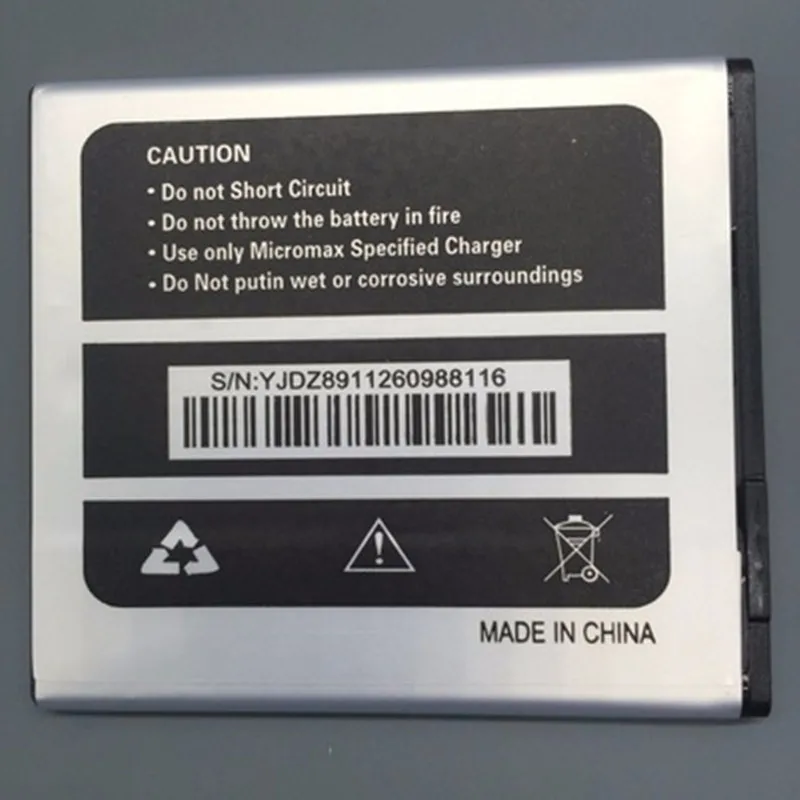 CAUTION
• Do not Short Circuit
• Do not throw the battery in fire
• Use only Micromax Specified Charger
• Do Not putin wet or corrosive surroundings
S/N:YJDZ8911260988116
MADE IN CHINA